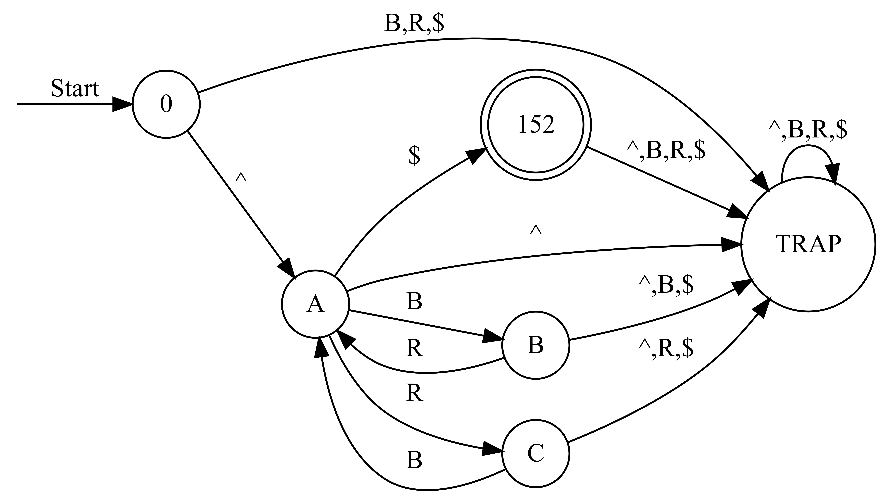 B,R,$
Start
0
152
^,B,R,$
^,B,R,$
$
^
^
TRAP
A
B
^,B,$
R
B
^,R,$
R
B
C